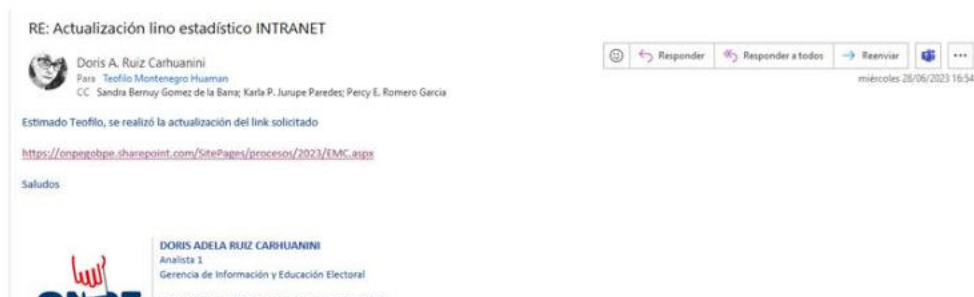 RE: Actualización lino estadístico INTRANET
Doris A. Ruiz Carhuanini
Para Teofilo Montenegro Huaman
CC Sandra Bernuy Gomez de la Barra; Karla P. Jurupe Paredes; Percy E. Romero Garcia
Responder
Responder a todos
Reenviar
miércoles 28/06/2023 16:54
Estimado Teofilo, se realizó la actualización del link solicitado
https://onpegobpe.sharepoint.com/SitePages/procesos/2023/EMC.aspx
Saludos
DORIS ADELA RUIZ CARHUANINI
Analista 1
Gerencia de Información y Educación Electoral